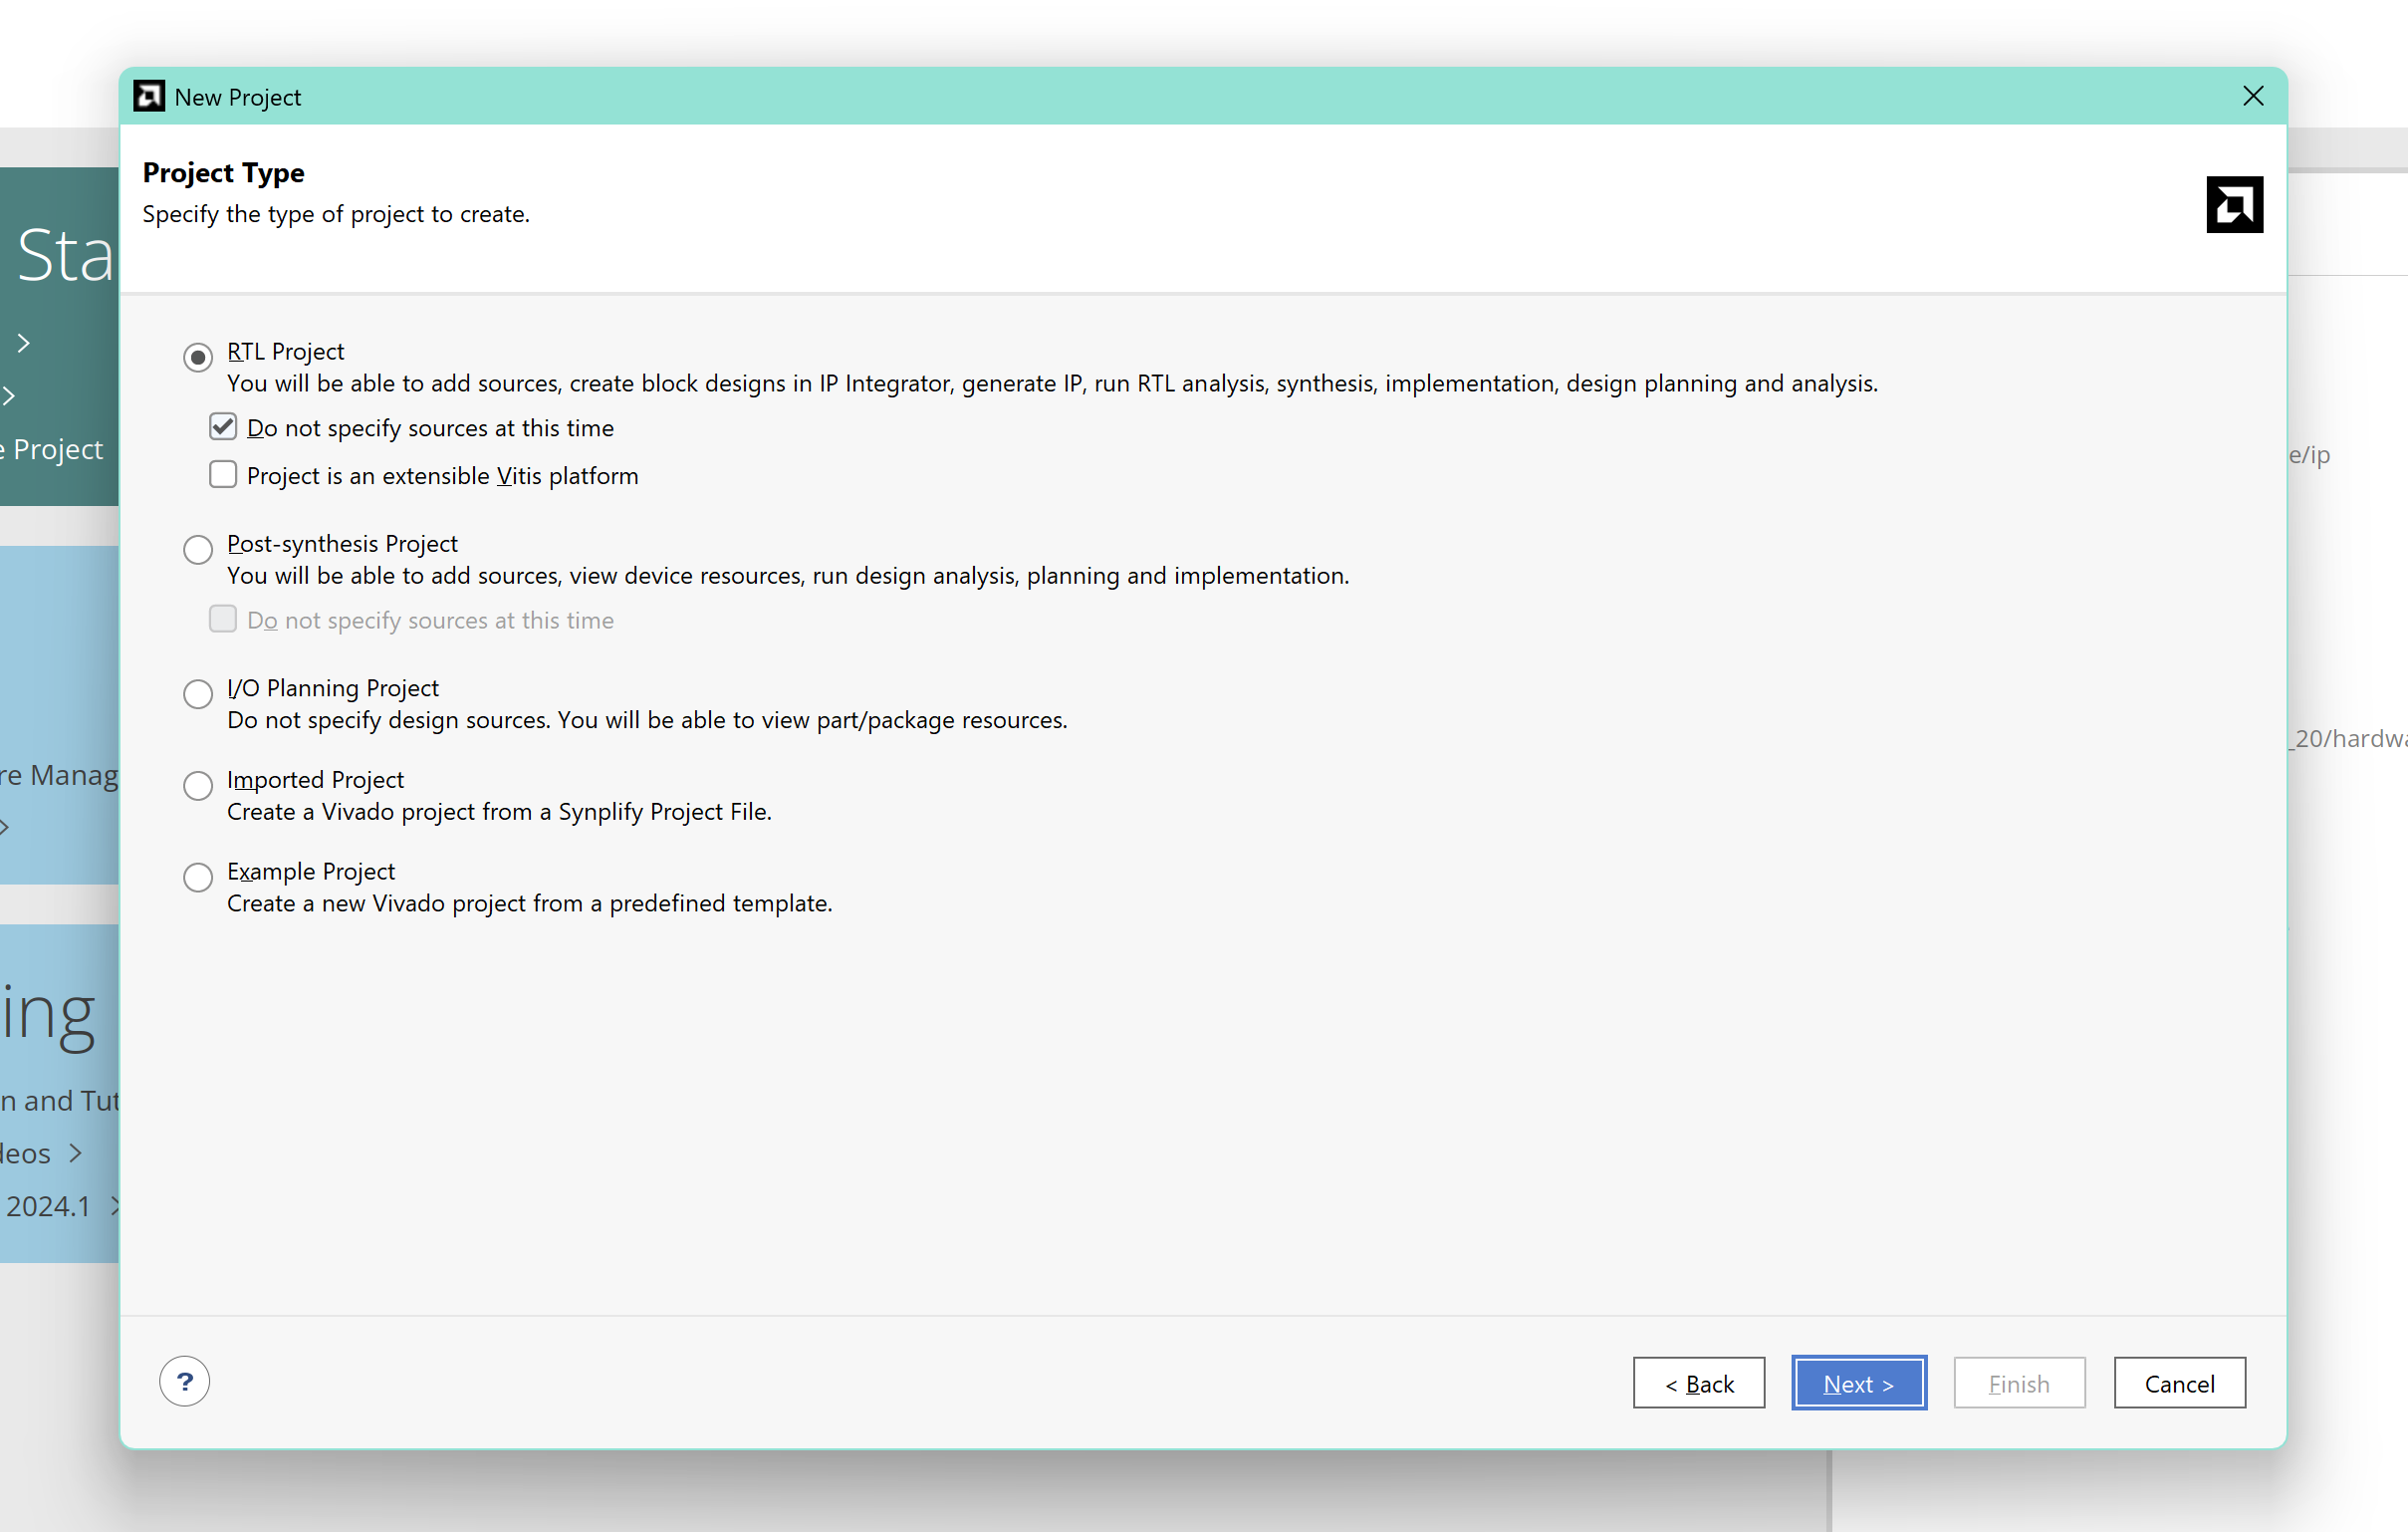 New Project
Project Type
Specify the type of project to create.
Sta
RTL Project
You will be able to add sources, create block designs in IP Integrator, generate IP, run RTL analysis, synthesis, implementation, design planning and analysis.
Do not specify sources at this time
Project is an extensible Vitis platform
e Project
e/ip
Post-synthesis Project
You will be able to add sources, view device resources, run design analysis, planning and implementation.
Do not specify sources at this time
I/O Planning Project
Do not specify design sources. You will be able to view part/package resources.
_20/hardwa
Imported Project
Create a Vivado project from a Synplify Project File.
re Manag
Example Project
Create a new Vivado project from a predefined template.
ing
n and Tut
deos >
2024.1 >
? < Back Next > Finish Cancel